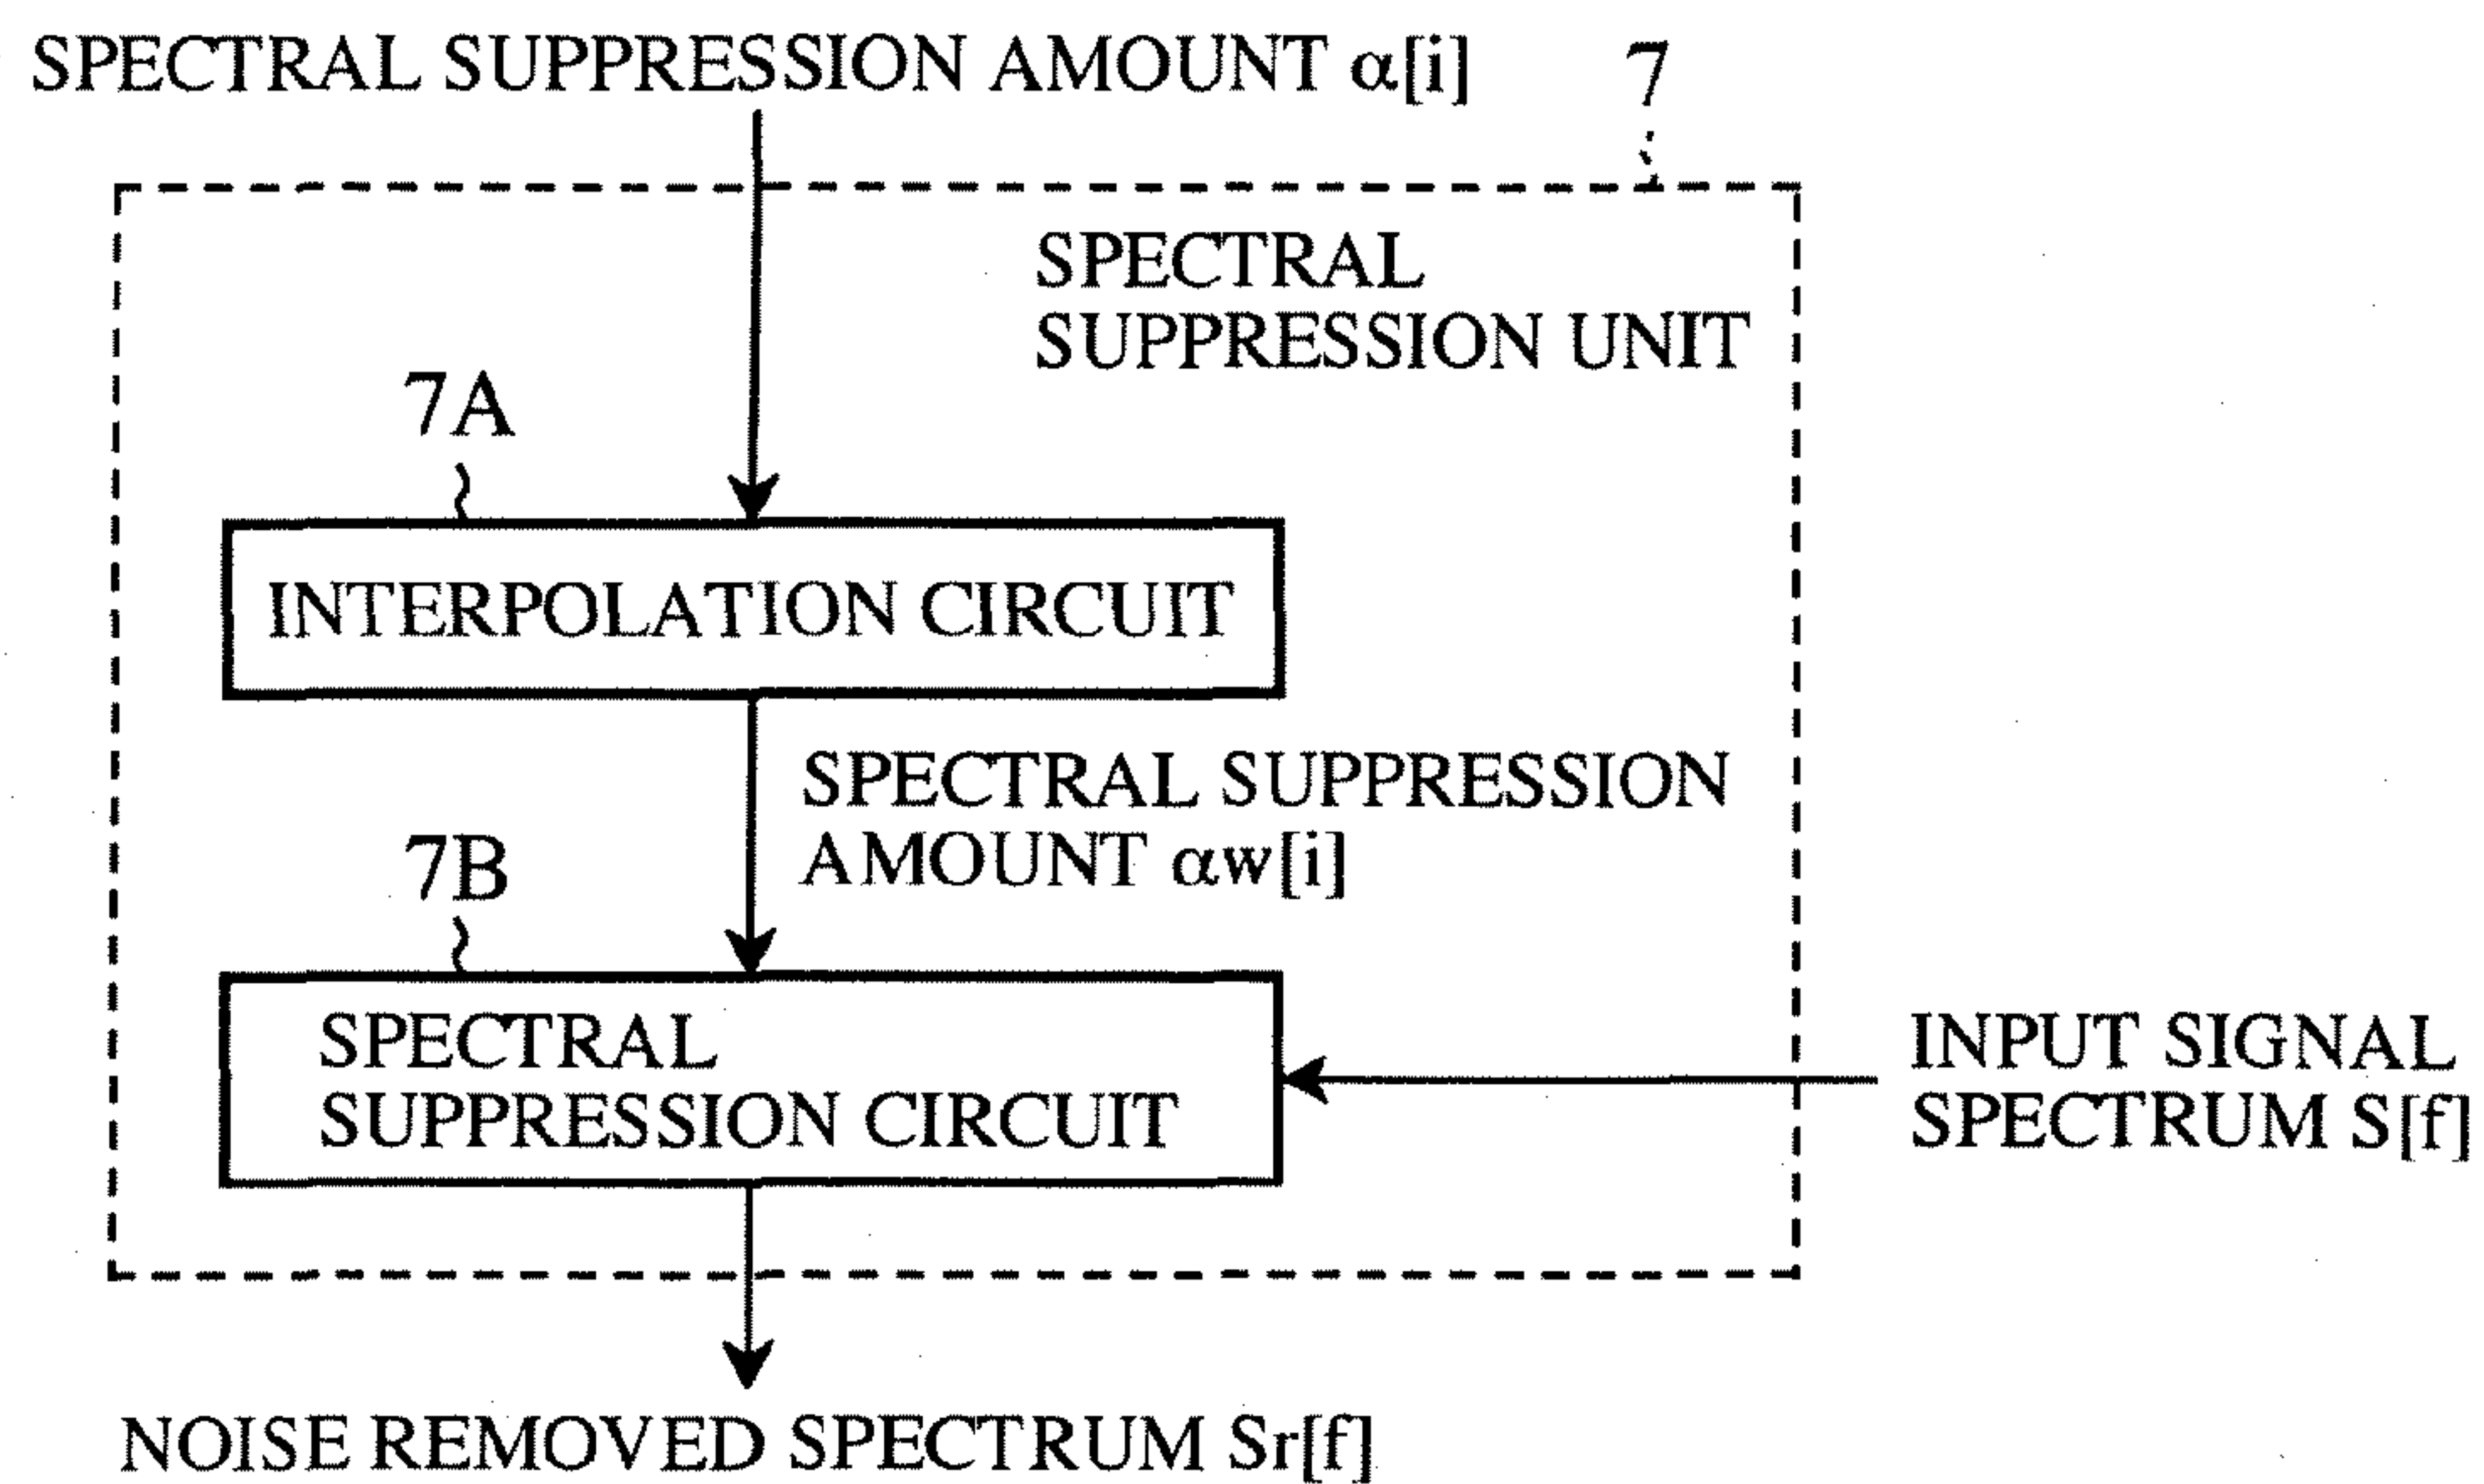 SPECTRAL SUPPRESSION AMOUNT α[i]
7
SPECTRAL
SUPPRESSION UNIT
7A
INTERPOLATION CIRCUIT
SPECTRAL SUPPRESSION
AMOUNT αw[i]
7B
SPECTRAL
SUPPRESSION CIRCUIT
INPUT SIGNAL
SPECTRUM S[f]
NOISE REMOVED SPECTRUM Sr[f]